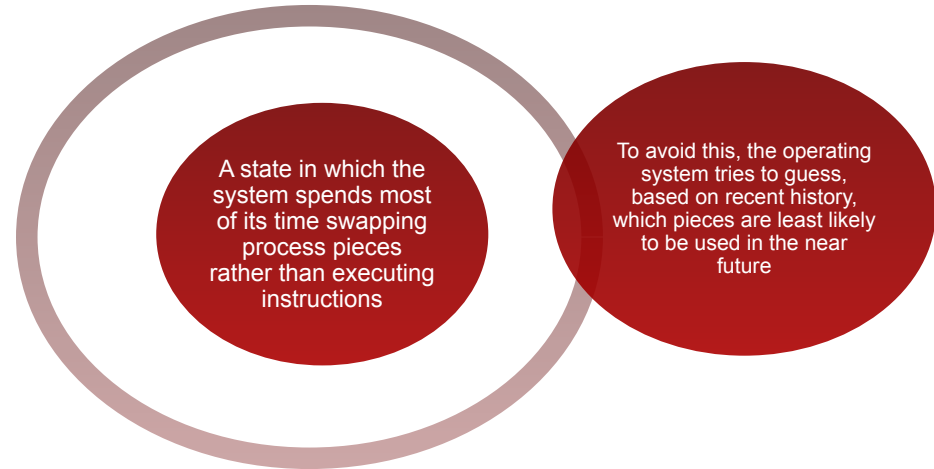 A state in which the
system spends most
of its time swapping
process pieces
rather than executing
instructions
To avoid this, the operating
system tries to guess,
based on recent history,
which pieces are least likely
to be used in the near
future